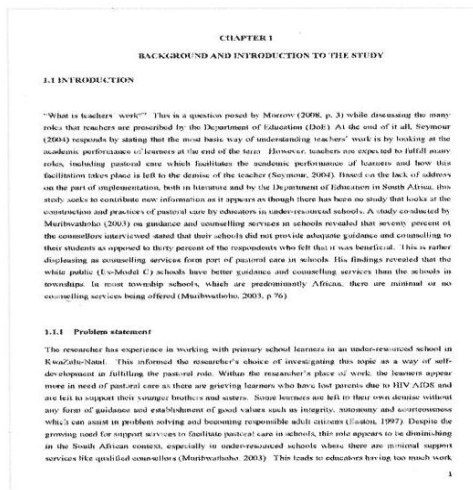 CHAPTER 1
BACKGROUND AND INTRODUCTION TO THE STUDY
1.1 INTRODUCTION
"What is teachers' work?" This is a question posed by Morrow (2008, p. 3) while discussing the many
roles that teachers are prescribed by the Department of Education (DoE). At the end of it all, Seymour
(2004) responds by stating that the most basic way of understanding teachers' work is by looking at the
academic performance of learners at the end of the term. However, teachers are expected to fulfill many
roles, including pastoral care which facilitates the academic performance of learners and how this
facilitation takes place is left to the demise of the teacher (Seymour, 2004). Based on the lack of address
on the part of implementation, both in literature and by the Department of Education in South Africa, this
study seeks to contribute new information as it appears as though there has been no study that looks at the
construction and practices of pastoral care by educators in under-resourced schools. A study conducted by
Muribwathoho (2003) on guidance and counselling services in schools revealed that seventy percent of
the counsellors interviewed stated that their schools did not provide adequate guidance and counselling to
their students as opposed to thirty percent of the respondents who felt that it was beneficial. This is rather
displeasing as counselling services form part of pastoral care in schools. His findings revealed that the
white public (Ex-Model C) schools have better guidance and counselling services than the schools in
townships. In most township schools, which are predominantly African, there are minimal or no
counselling services being offered (Muribwathoho, 2003, p 76).
1.1.1 Problem statement
The researcher has experience in working with primary school learners in an under-resourced school in
KwaZulu-Natal. This informed the researcher's choice of investigating this topic as a way of self-
development in fulfilling the pastoral role. Within the researcher's place of work, the learners appear
more in need of pastoral care as there are grieving learners who have lost parents due to HIV/AIDS and
are left to support their younger brothers and sisters. Some learners are left to their own demise without
any form of guidance and establishment of good values such as integrity, autonomy and courteousness
which can assist in problem solving and becoming responsible adult citizens (Easton, 1997). Despite the
growing need for support services to facilitate pastoral care in schools, this role appears to be diminishing
in the South African context, especially in under-resourced schools where there are minimal support
services like qualified counsellors (Muribwathoho, 2003). This leads to educators having too much work
1